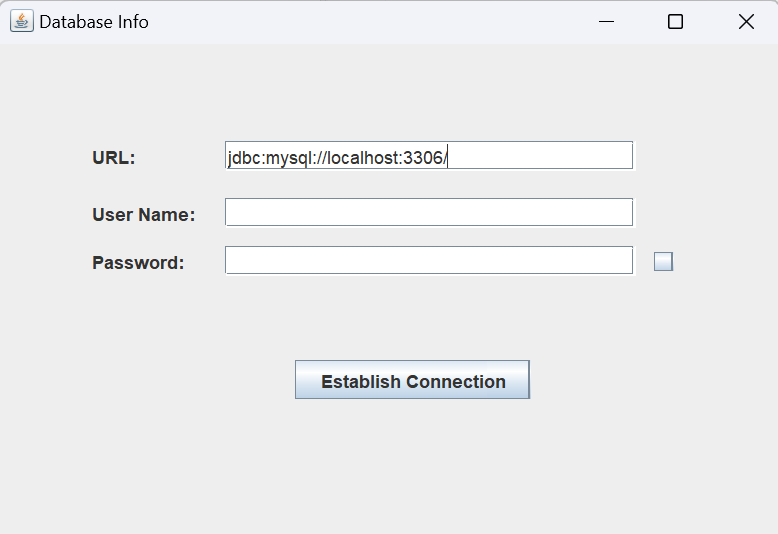 Database Info
URL: jdbc:mysql://localhost:3306/
User Name:
Password:
Establish Connection